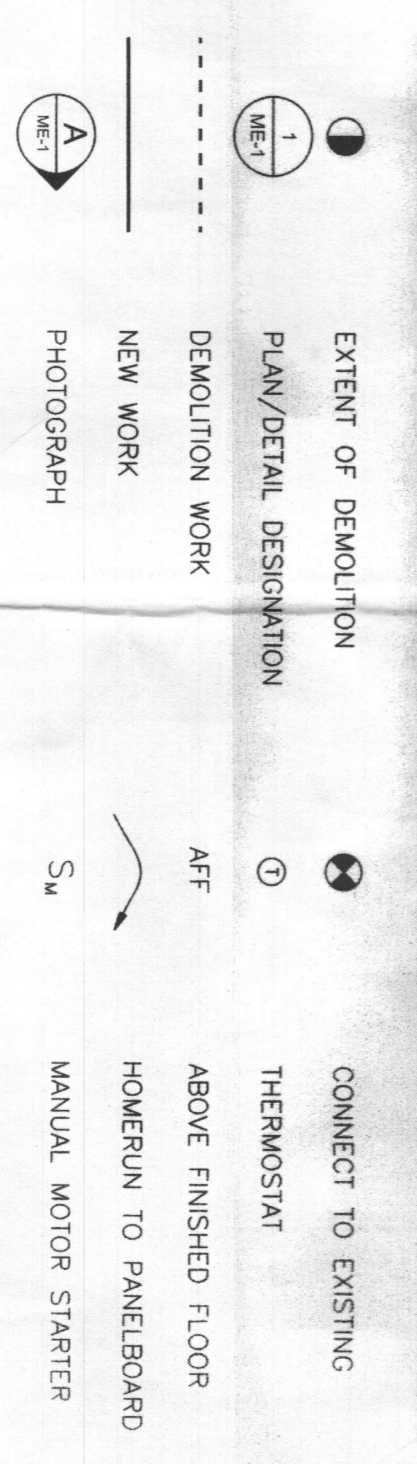 EXTENT OF DEMOLITION
1
ME-1
PLAN/DETAIL DESIGNATION
DEMOLITION WORK
NEW WORK
A
ME-1
PHOTOGRAPH
CONNECT TO EXISTING
T
THERMOSTAT
AFF
ABOVE FINISHED FLOOR
HOMERUN TO PANELBOARD
SM
MANUAL MOTOR STARTER